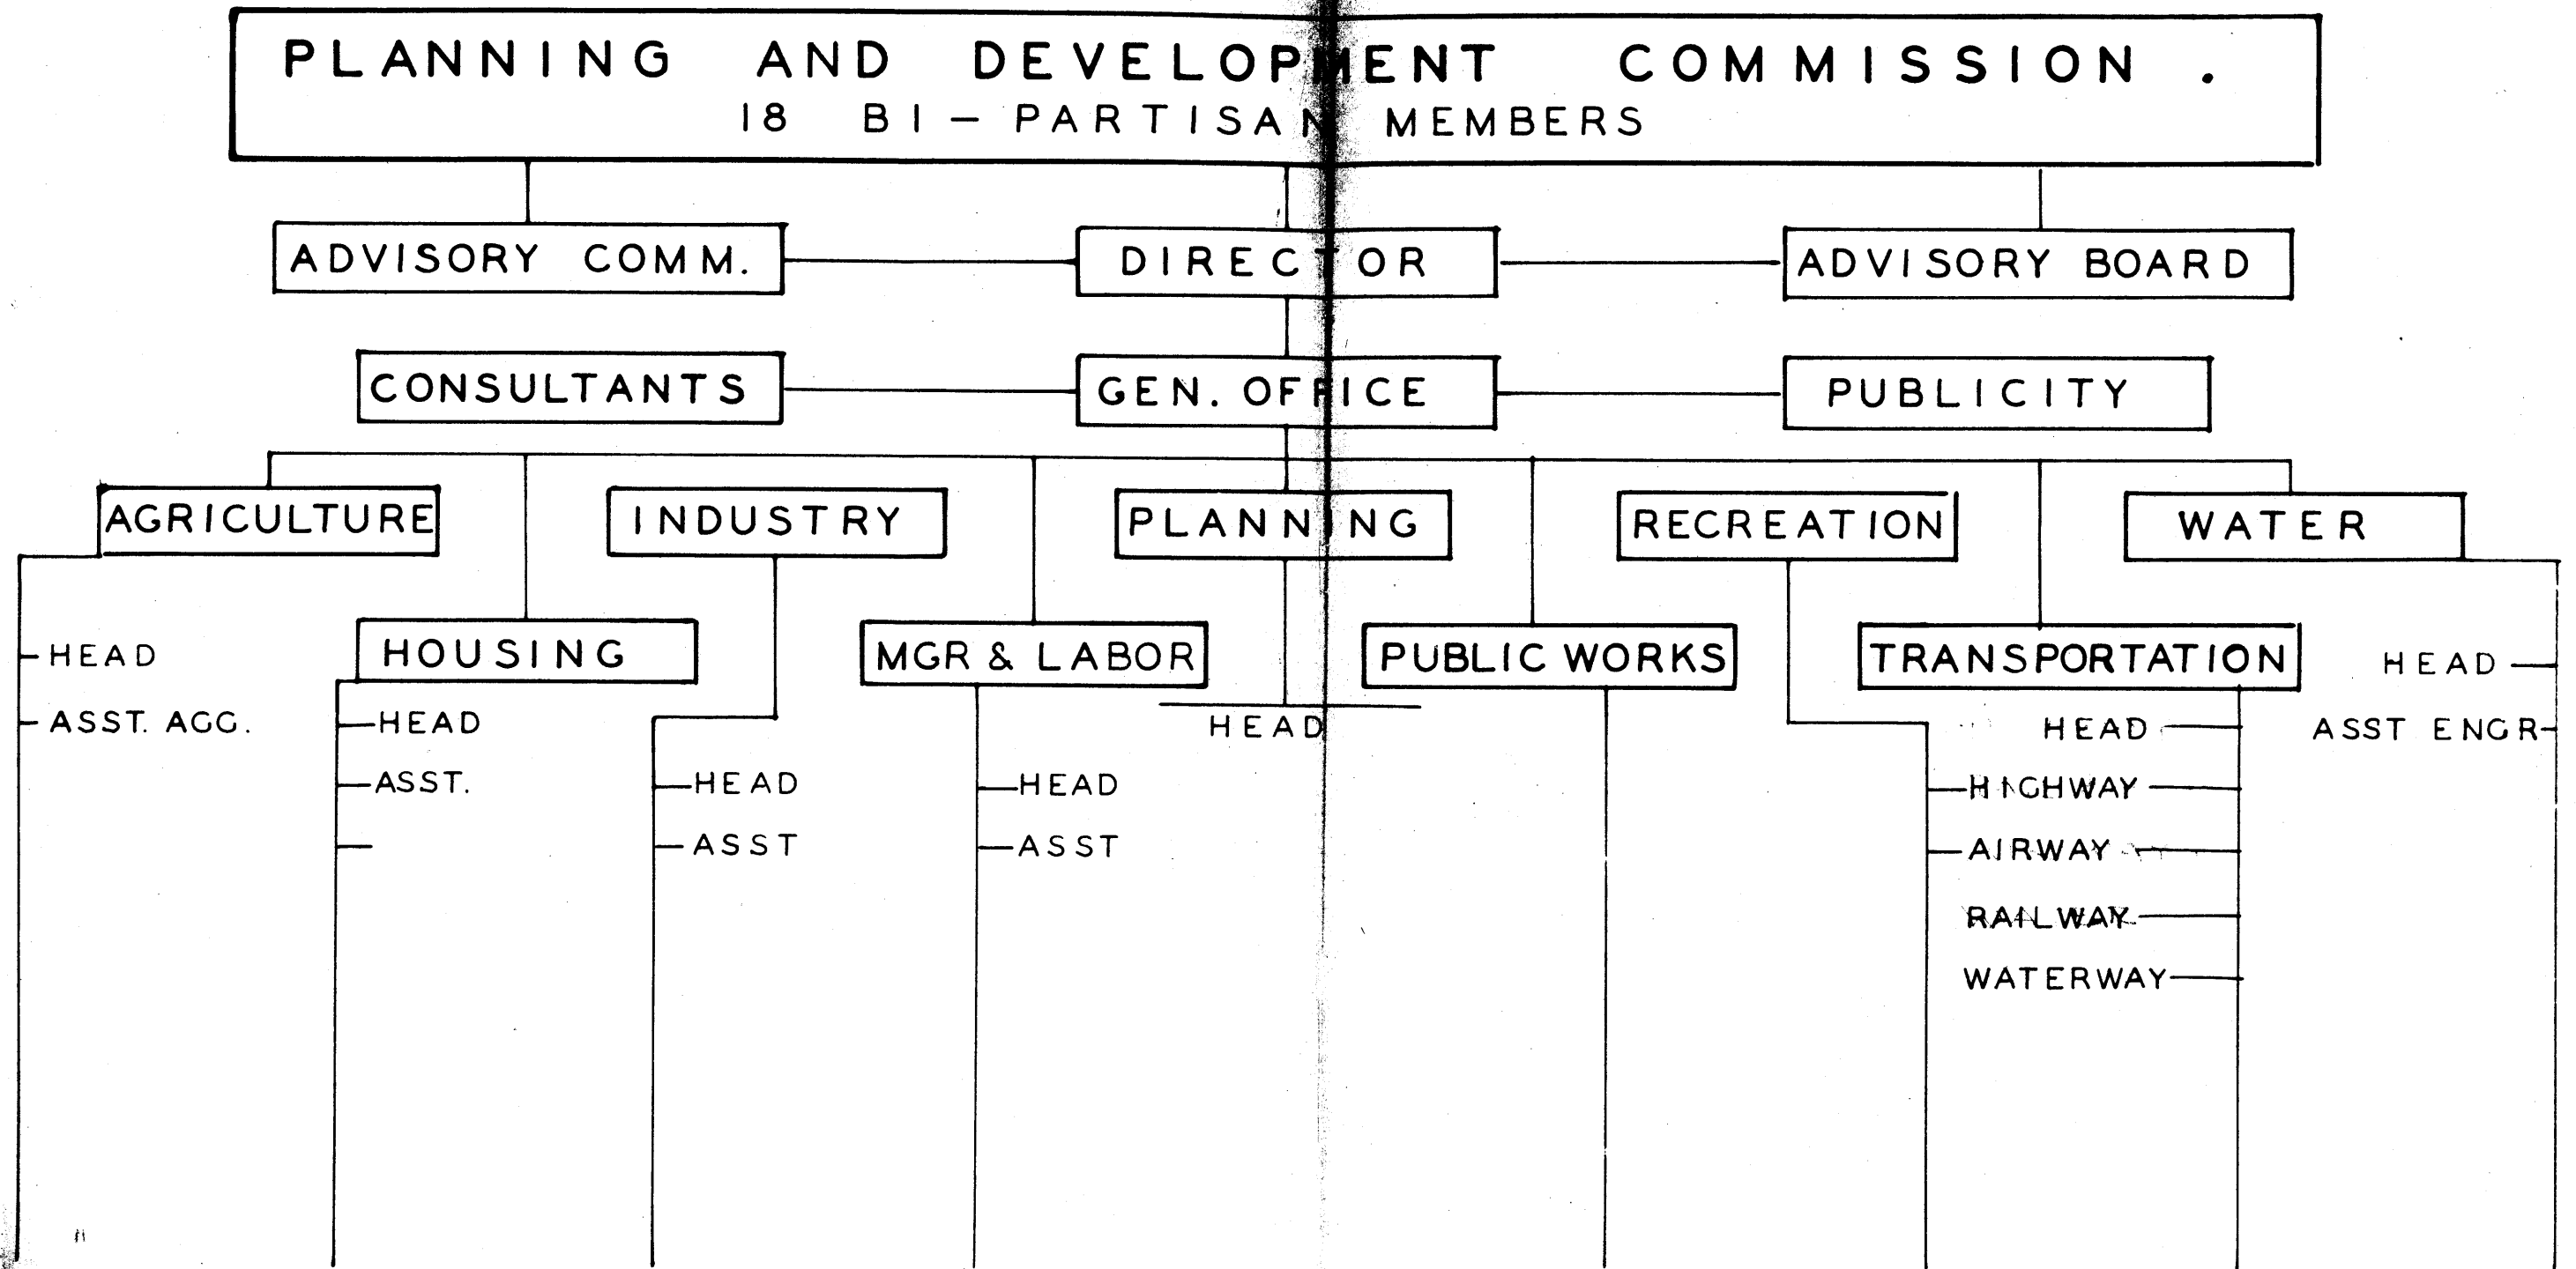 PLANNING AND DEVELOPMENT COMMISSION.
18 BI-PARTISAN MEMBERS
ADVISORY COMM.
DIRECTOR
ADVISORY BOARD
CONSULTANTS
GEN. OFFICE
PUBLICITY
AGRICULTURE
INDUSTRY
PLANNING
RECREATION
WATER
HOUSING
MGR & LABOR
PUBLIC WORKS
TRANSPORTATION
HEAD
ASST. AGG.
HEAD
ASST.
HEAD
ASST
HEAD
ASST
HEAD
HEAD
HIGHWAY
AIRWAY
RAILWAY
WATERWAY
HEAD
ASST ENGR